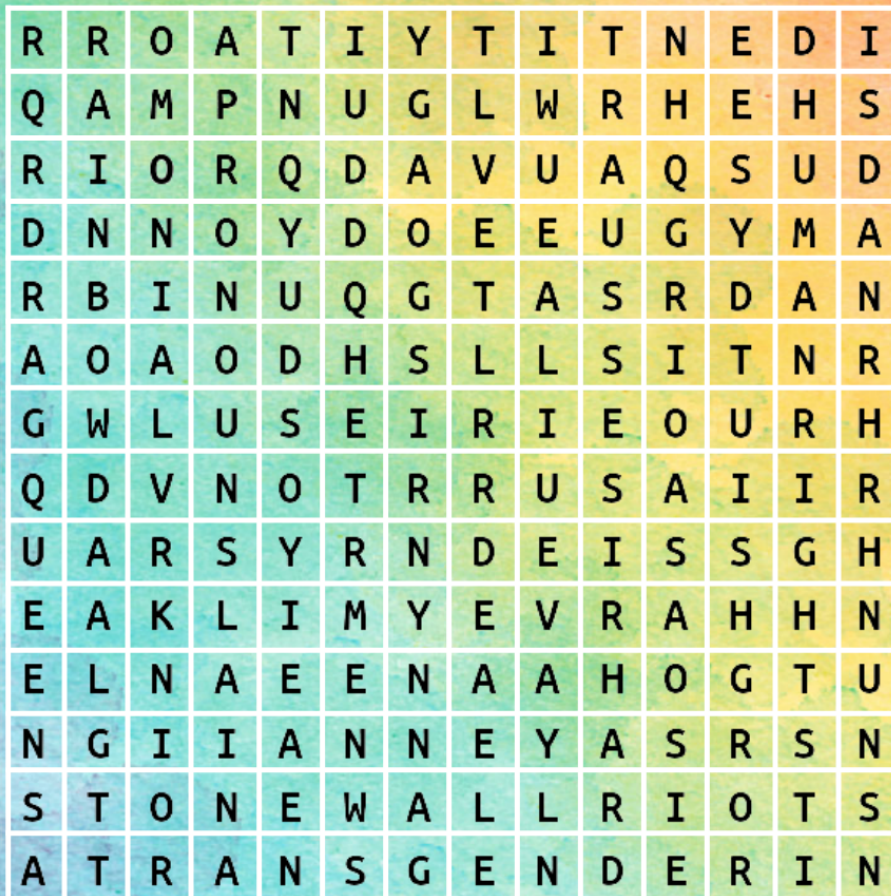 R R O A T I Y T I T N E D I
Q A M P N U G L W R H E H S
R I O R Q D A V U A Q S U D
D N N O Y D O E E U G Y M A
R B I N U Q G T A S R D A N
A O A O D H S L L S I T N R
G W L U S E I R I E O U R H
Q D V N O T R R U S A I I R
U A R S Y R N D E I S S G H
E A K L I M Y E V R A H H N
E L N A E E N A A H O G T U
N G I I A N N E Y A S R S N
S T O N E W A L L R I O T S
A T R A N S G E N D E R I N